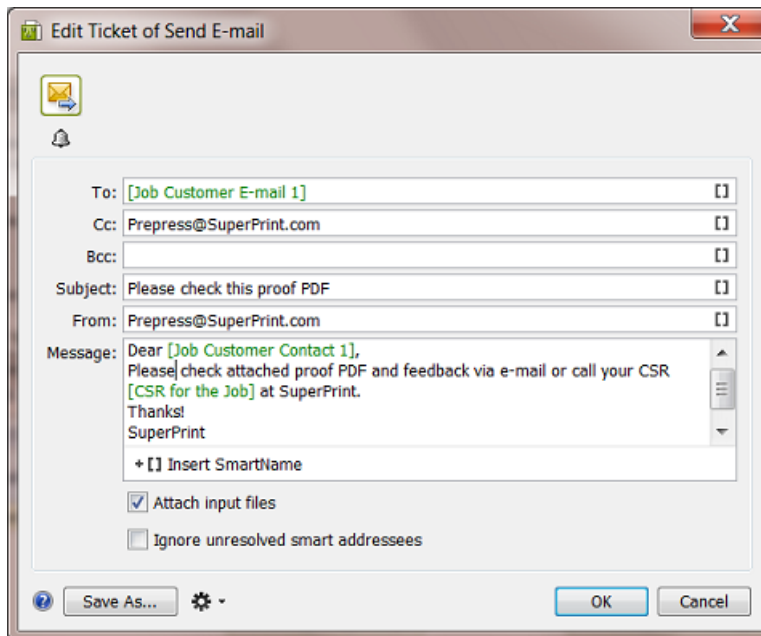 Edit Ticket of Send E-mail
To: [Job Customer E-mail 1] []
Cc: Prepress@SuperPrint.com []
Bcc: []
Subject: Please check this proof PDF []
From: Prepress@SuperPrint.com []
Message: Dear [Job Customer Contact 1],
Please check attached proof PDF and feedback via e-mail or call your CSR
[CSR for the Job] at SuperPrint.
Thanks!
SuperPrint
+ [] Insert SmartName
Attach input files
Ignore unresolved smart addressees
? Save As... OK Cancel